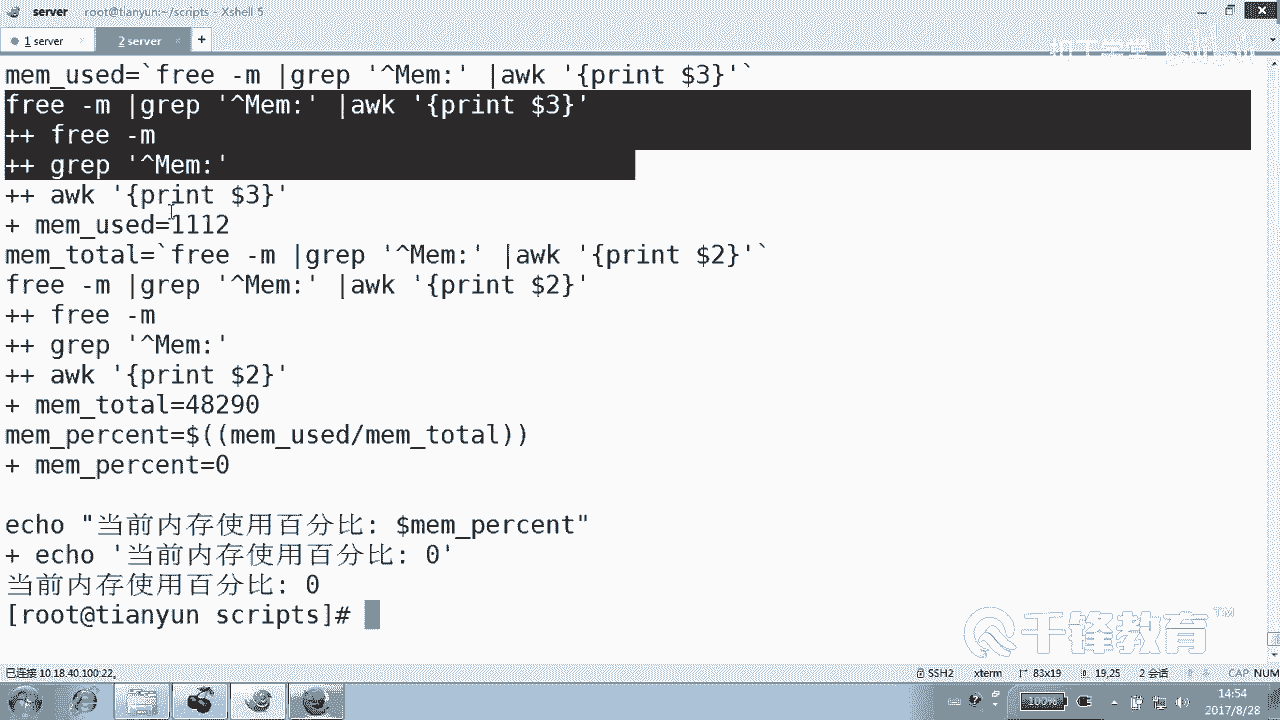 server root@tianyun:~/scripts - Xshell 5
1 server 2 server +
mem_used=`free -m |grep '^Mem:' |awk '{print $3}'`
free -m |grep '^Mem:' |awk '{print $3}'
++ free -m
++ grep '^Mem:'
++ awk '{print $3}'
+ mem_used=1112
mem_total=`free -m |grep '^Mem:' |awk '{print $2}'`
free -m |grep '^Mem:' |awk '{print $2}'
++ free -m
++ grep '^Mem:'
++ awk '{print $2}'
+ mem_total=48290
mem_percent=$((mem_used/mem_total))
+ mem_percent=0
echo "当前内存使用百分比: $mem_percent"
+ echo '当前内存使用百分比: 0'
当前内存使用百分比: 0
[root@tianyun scripts]#
千锋教育™
已连接 10.18.40.100:22。 SSH2 xterm 83x19 19,25 2 会话 CAP NUM
100% 14:54
2017/8/28